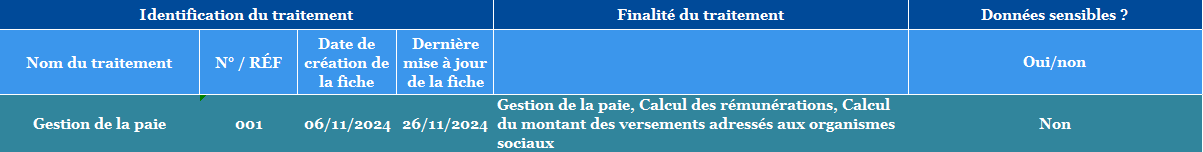 Identification du traitement
Finalité du traitement
Données sensibles ?
Nom du traitement
N° / RÉF
Date de
création de
la fiche
Dernière
mise à jour
de la fiche
Oui/non
Gestion de la paie
001
06/11/2024
26/11/2024
Gestion de la paie, Calcul des rémunérations, Calcul
du montant des versements adressés aux organismes
sociaux
Non